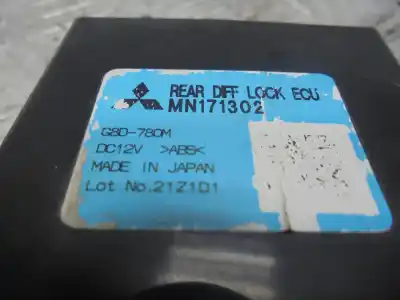 REAR DIFF LOCK ECU
MN171302
G8D-780M
DC12V >ABS<
MADE IN JAPAN
Lot No.21Z1D1